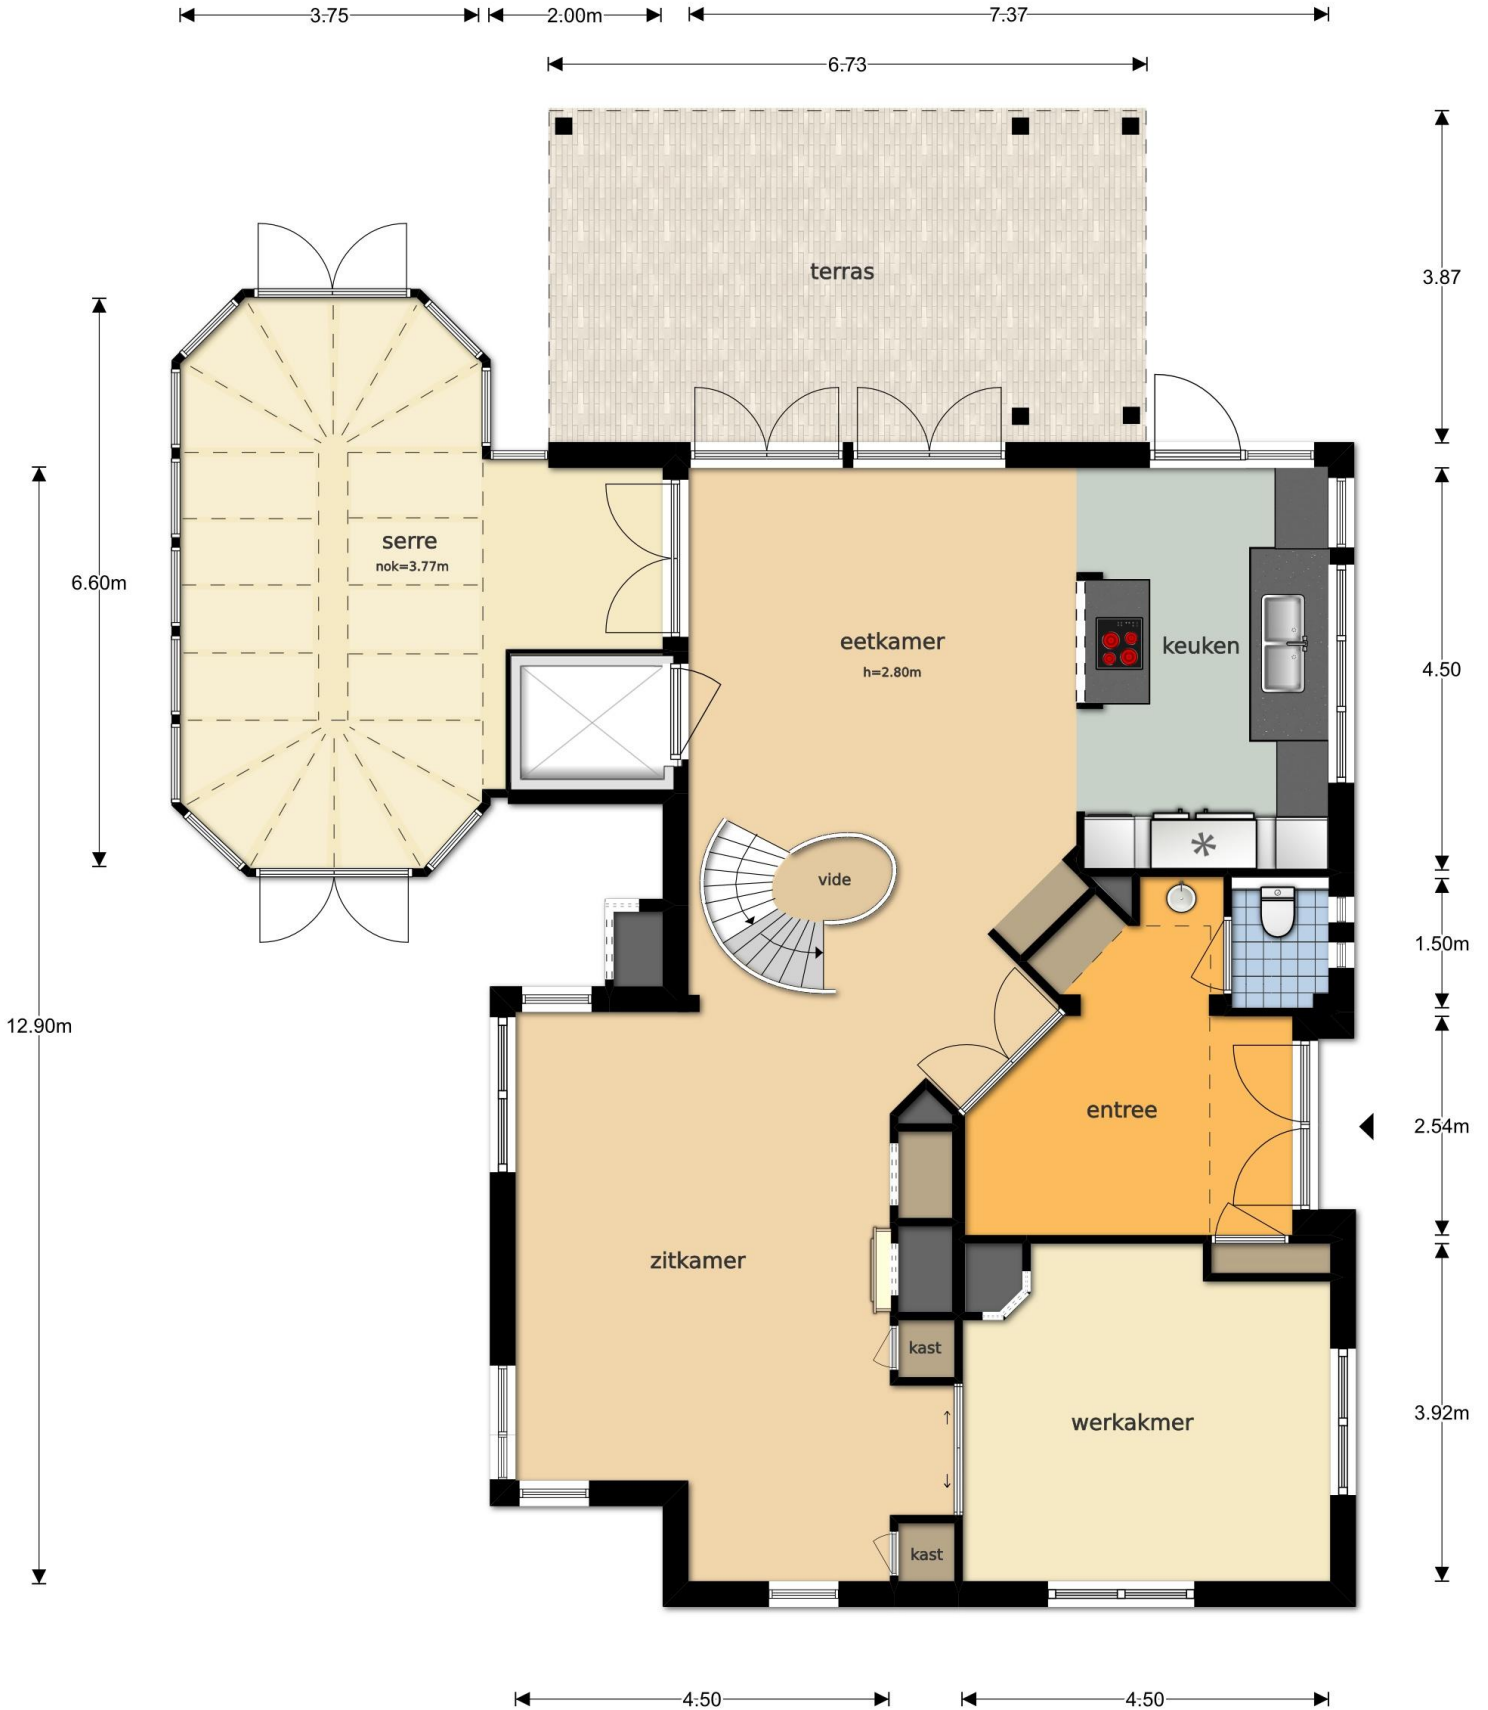 3.75
2.00m
7.37
6.73
terras
3.87
serre
nok=3.77m
6.60m
eetkamer
h=2.80m
keuken
4.50
vide
1.50m
12.90m
entree
2.54m
zitkamer
kast
werkakmer
3.92m
kast
4.50
4.50